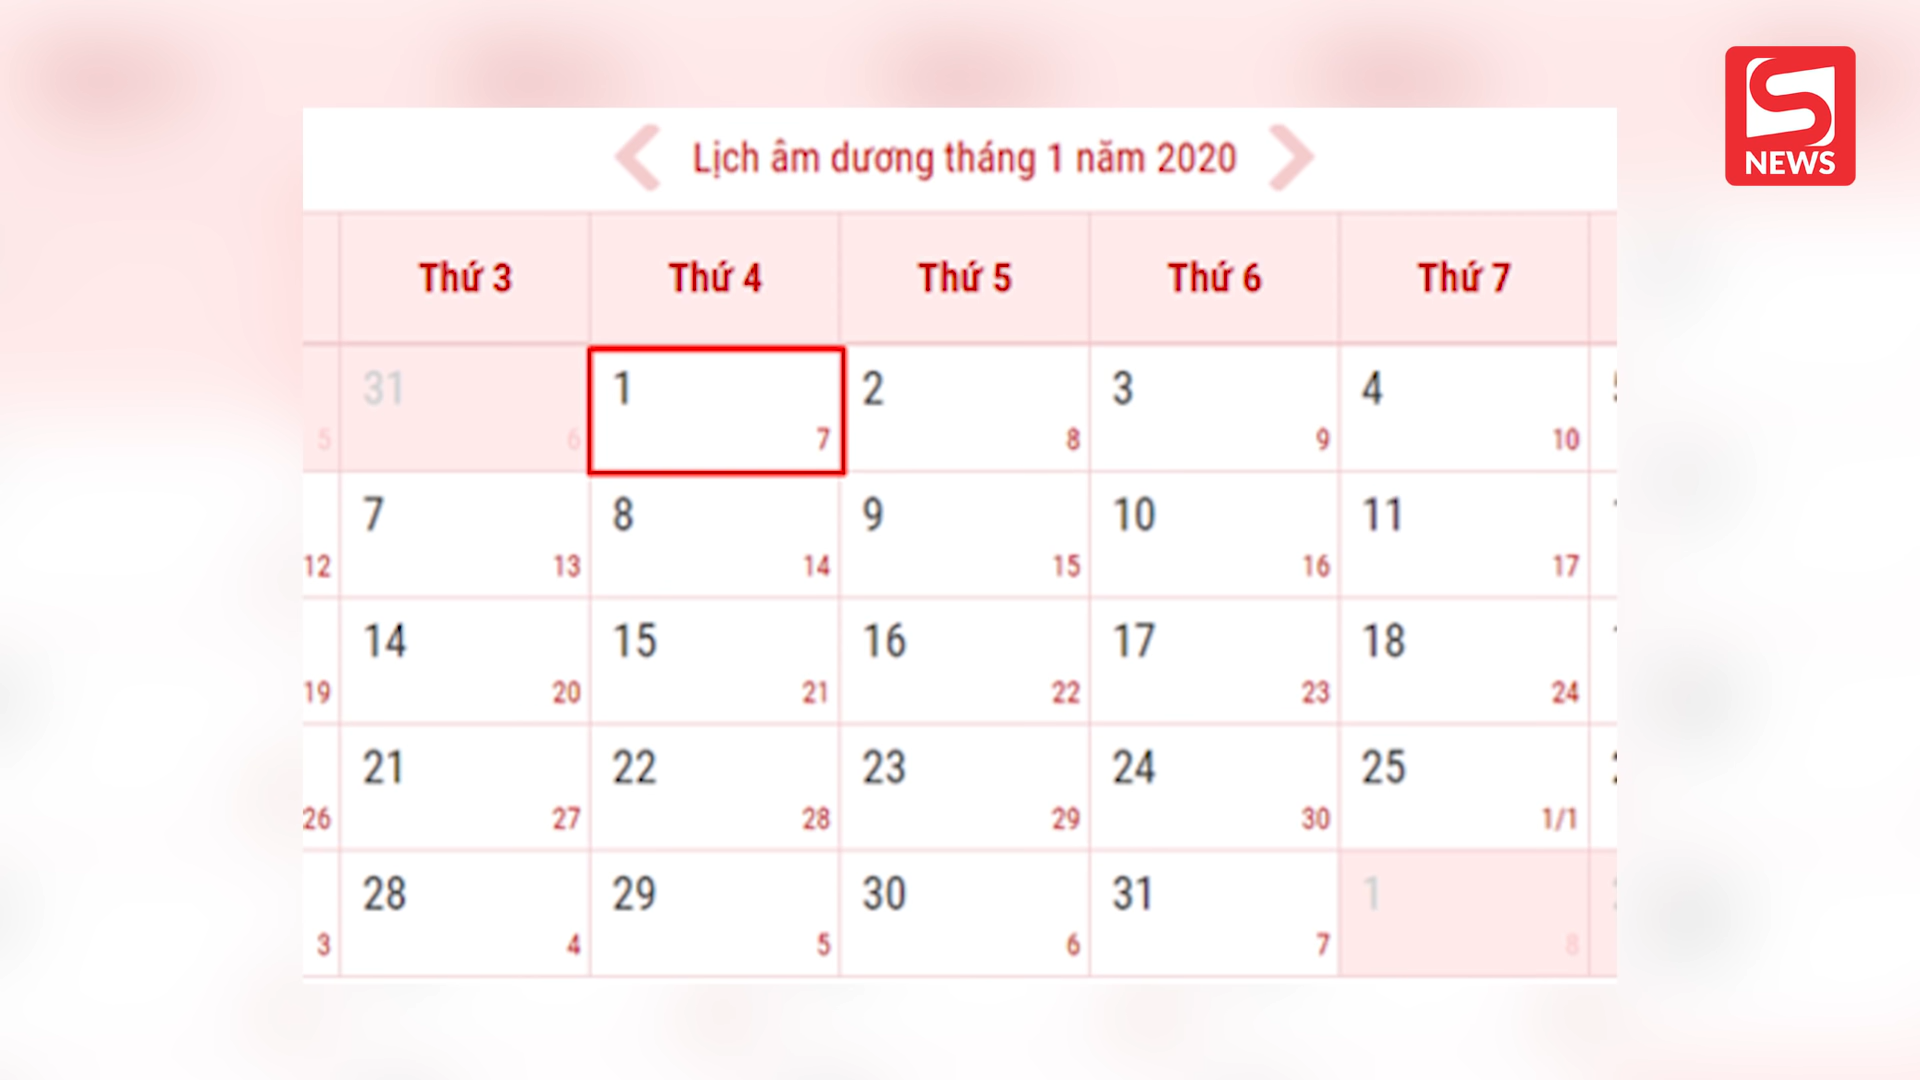 NEWS
Lịch âm dương tháng 1 năm 2020
Thứ 3 Thứ 4 Thứ 5 Thứ 6 Thứ 7
31 1 2 3 4
5 6 7 8 9 10
7 8 9 10 11
12 13 14 15 16 17
14 15 16 17 18
19 20 21 22 23 24
21 22 23 24 25
26 27 28 29 30 1/1
28 29 30 31 1
3 4 5 6 7 8